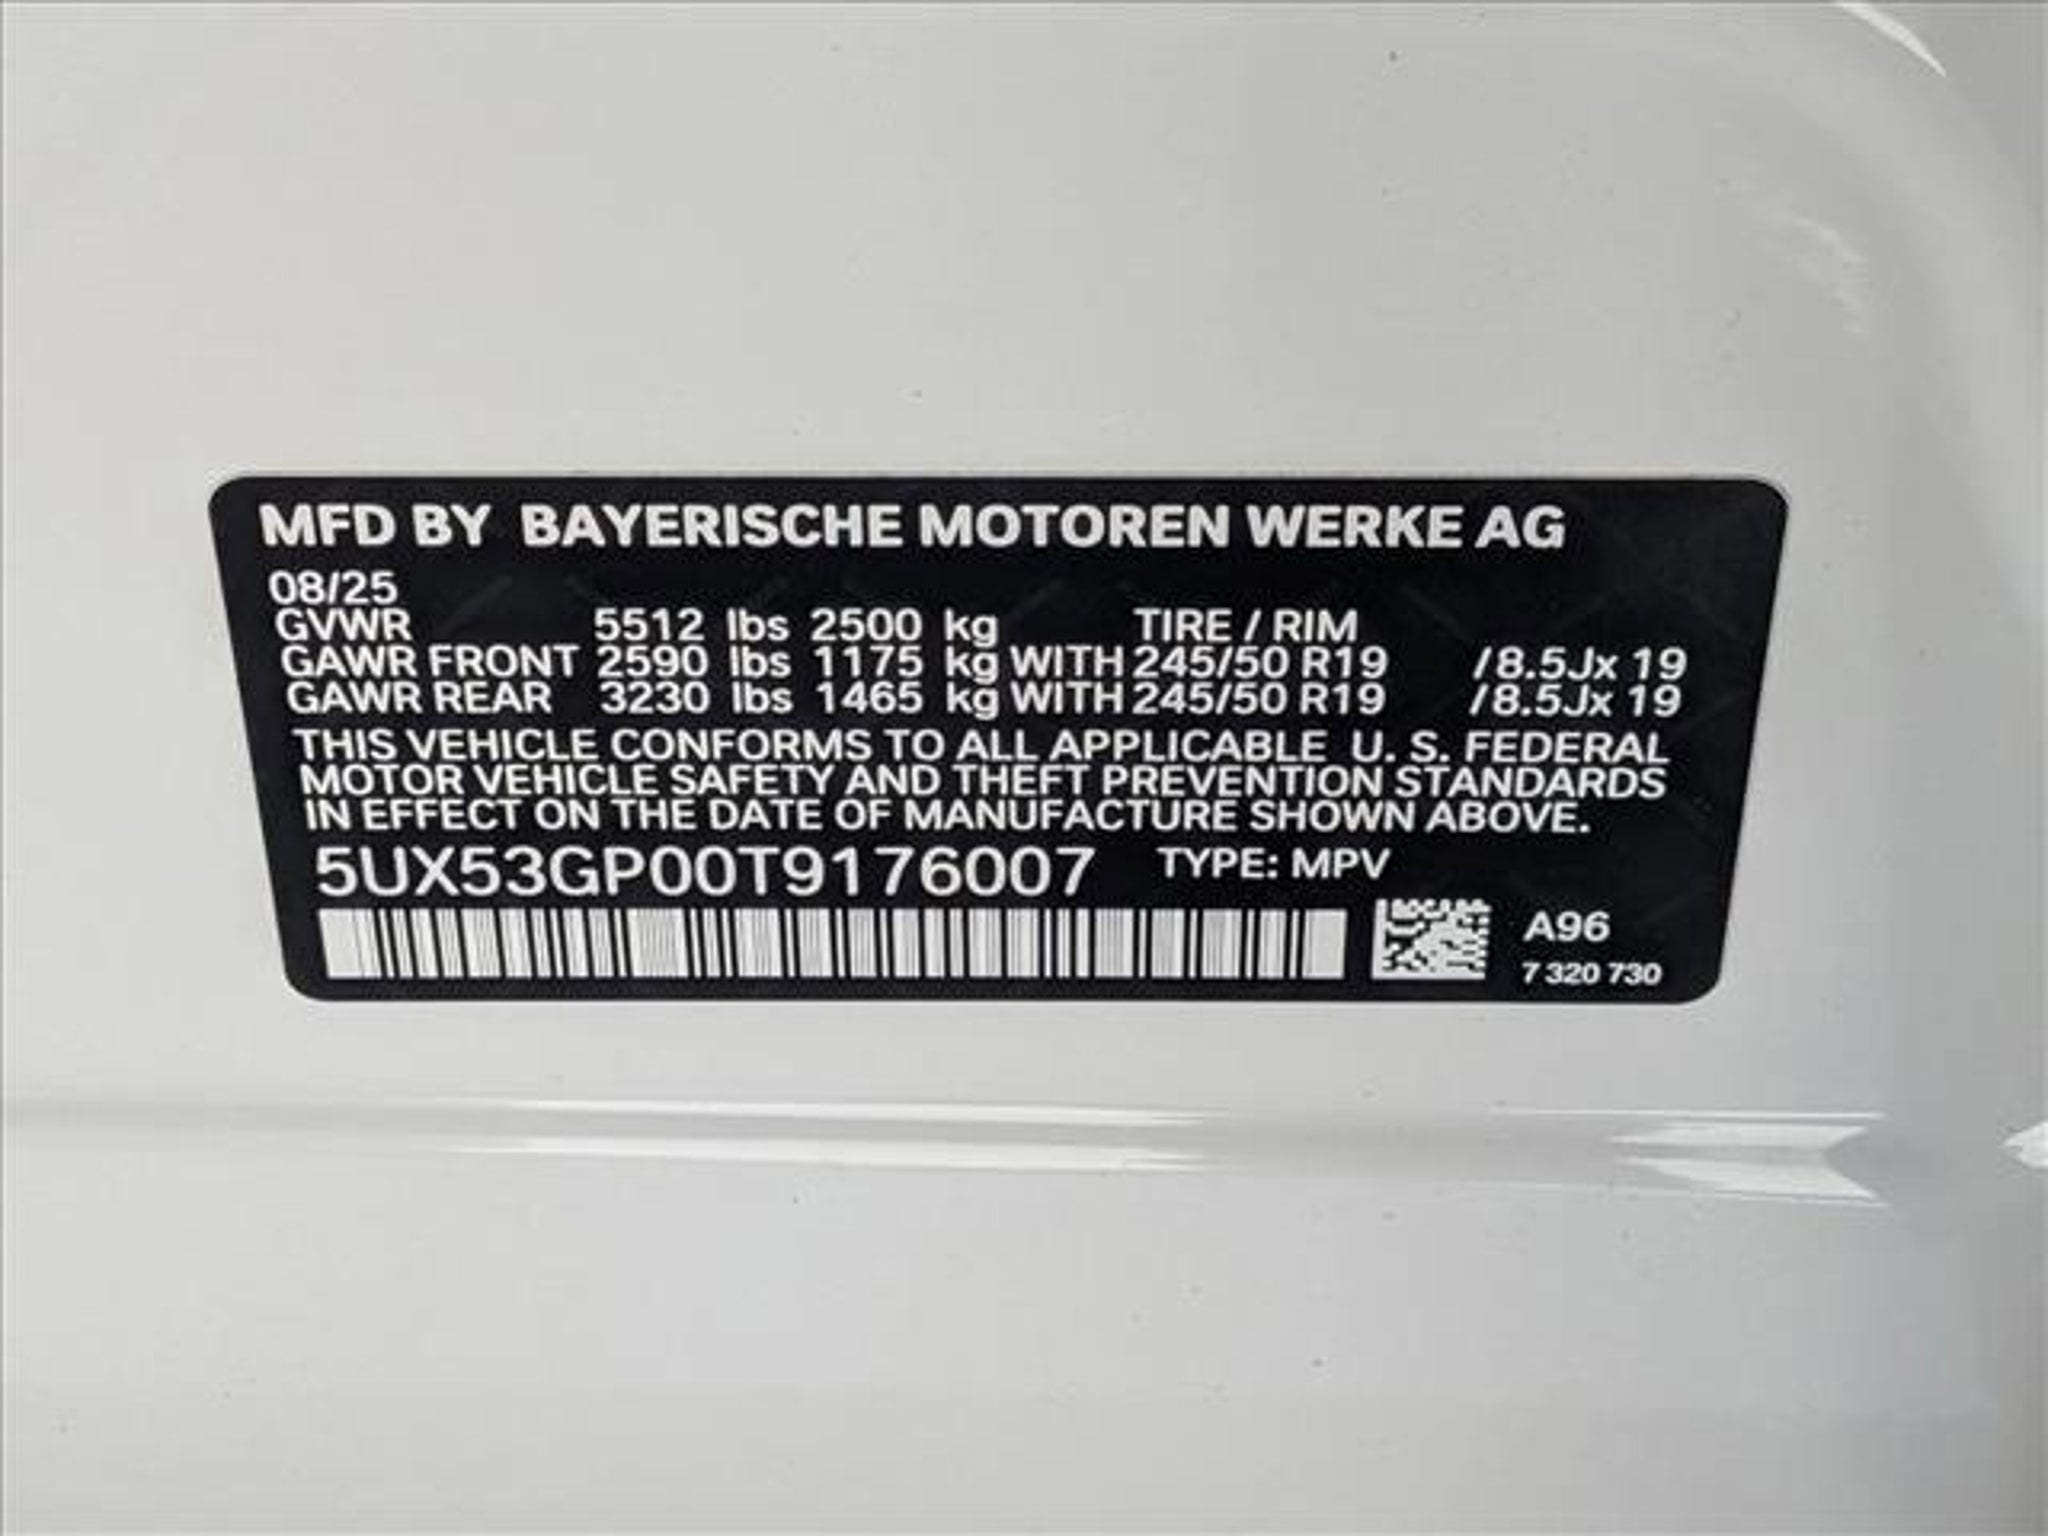 MFD BY BAYERISCHE MOTOREN WERKE AG
08/25
GVWR 5512 lbs 2500 kg TIRE / RIM
GAWR FRONT 2590 lbs 1175 kg WITH 245/50 R19 /8.5Jx 19
GAWR REAR 3230 lbs 1465 kg WITH 245/50 R19 /8.5Jx 19
THIS VEHICLE CONFORMS TO ALL APPLICABLE U. S. FEDERAL
MOTOR VEHICLE SAFETY AND THEFT PREVENTION STANDARDS
IN EFFECT ON THE DATE OF MANUFACTURE SHOWN ABOVE.
5UX53GP00T9176007 TYPE: MPV
A96
7 320 730